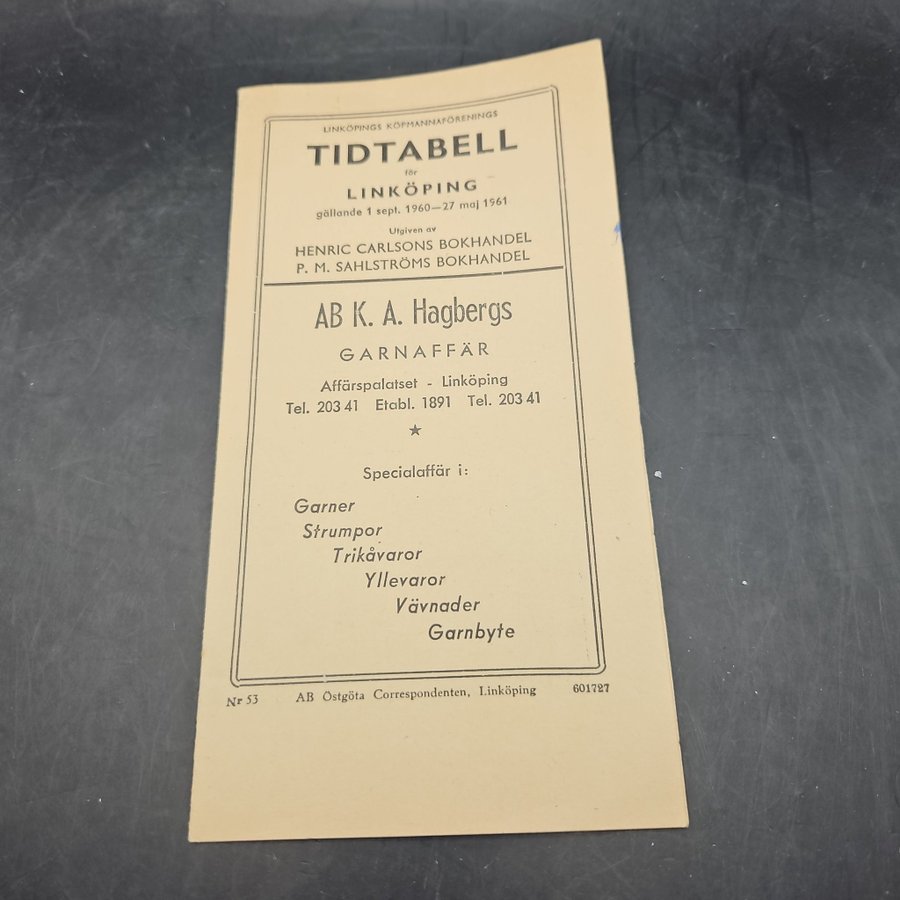 LINKÖPINGS KÖPMANNAFÖRENINGS
TIDTABELL
för
LINKÖPING
gällande 1 sept. 1960—27 maj 1961
Utgiven av
HENRIC CARLSONS BOKHANDEL
P. M. SAHLSTRÖMS BOKHANDEL
AB K. A. Hagbergs
GARNAFFÄR
Affärspalatset - Linköping
Tel. 203 41 Etabl. 1891 Tel. 203 41
★
Specialaffär i:
Garner
Strumpor
Trikåvaror
Yllevaror
Vävnader
Garnbyte
Nr 53 AB Östgöta Correspondenten, Linköping 601727